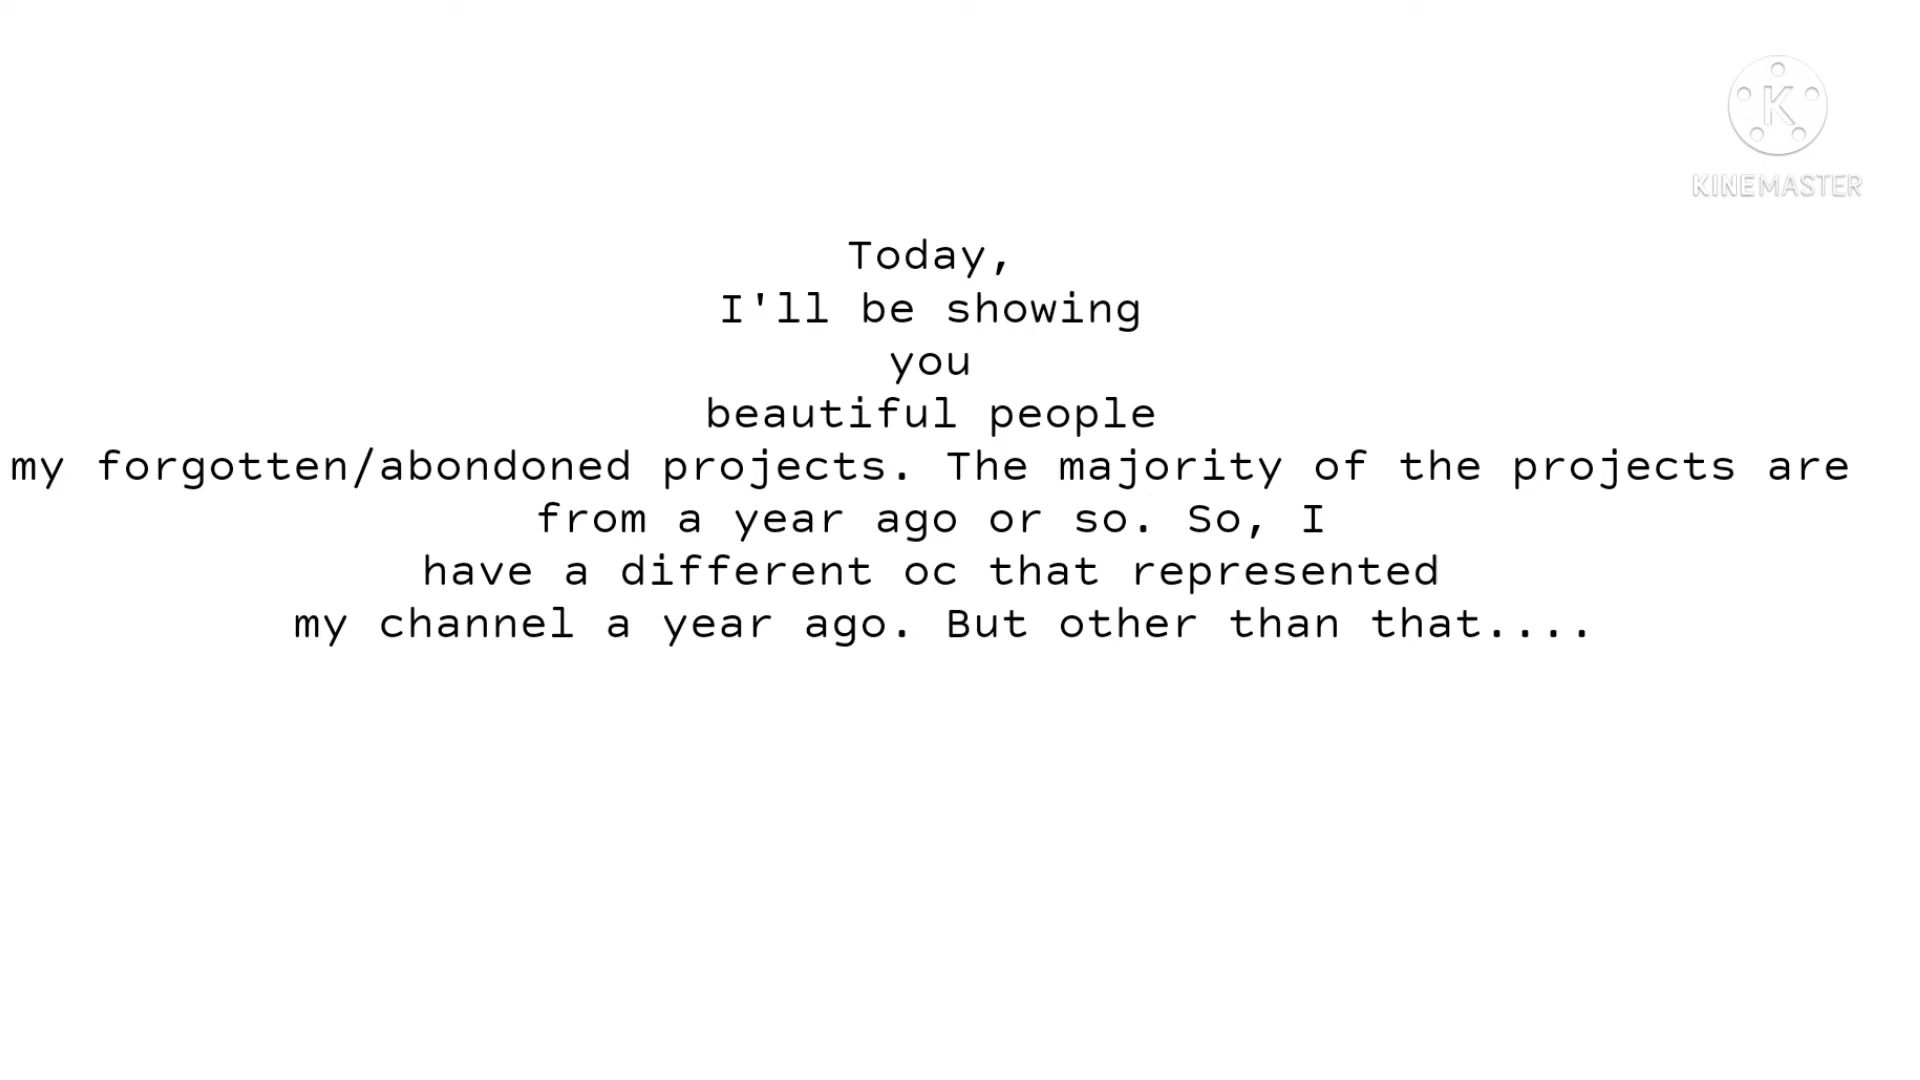 K
KINEMASTER
Today,
I'll be showing
you
beautiful people
my forgotten/abondoned projects. The majority of the projects are
from a year ago or so. So, I
have a different oc that represented
my channel a year ago. But other than that....